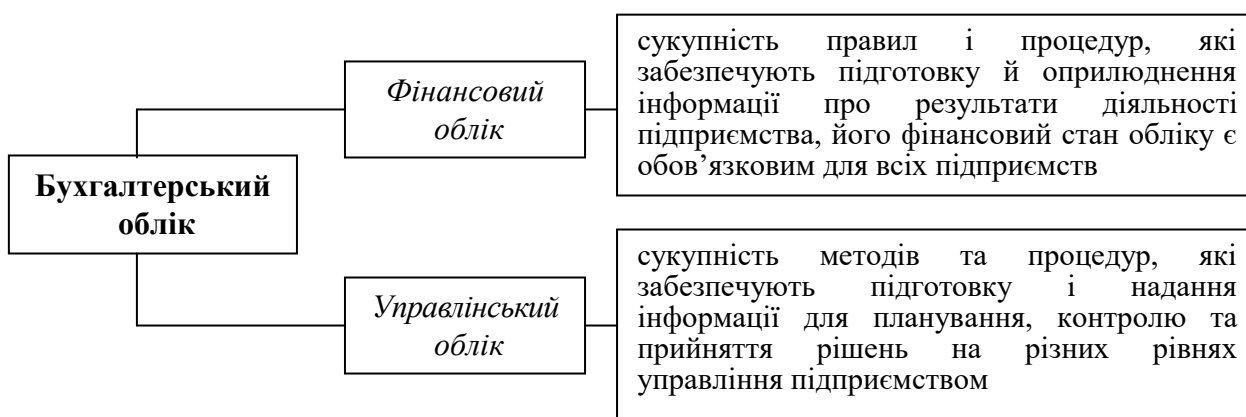 Бухгалтерський
облік
Фінансовий
облік
сукупність правил і процедур, які
забезпечують підготовку й оприлюднення
інформації про результати діяльності
підприємства, його фінансовий стан обліку є
обов’язковим для всіх підприємств
Управлінський
облік
сукупність методів та процедур, які
забезпечують підготовку і надання
інформації для планування, контролю та
прийняття рішень на різних рівнях
управління підприємством